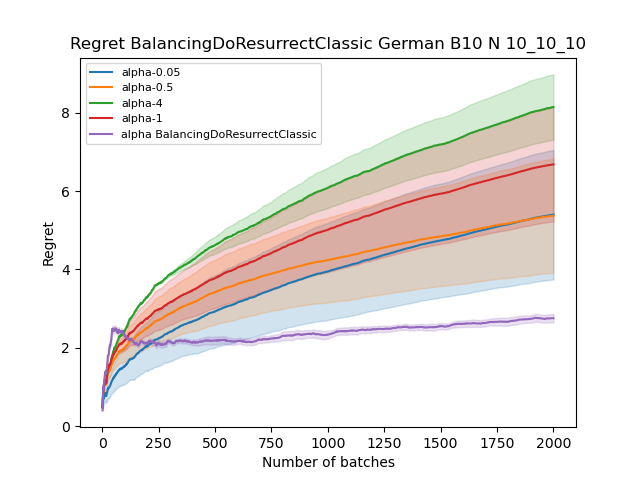 Regret BalancingDoResurrectClassic German B10 N 10_10_10
alpha-0.05
alpha-0.5
alpha-4
alpha-1
alpha BalancingDoResurrectClassic
8
6
4
2
0
Regret
0 250 500 750 1000 1250 1500 1750 2000
Number of batches